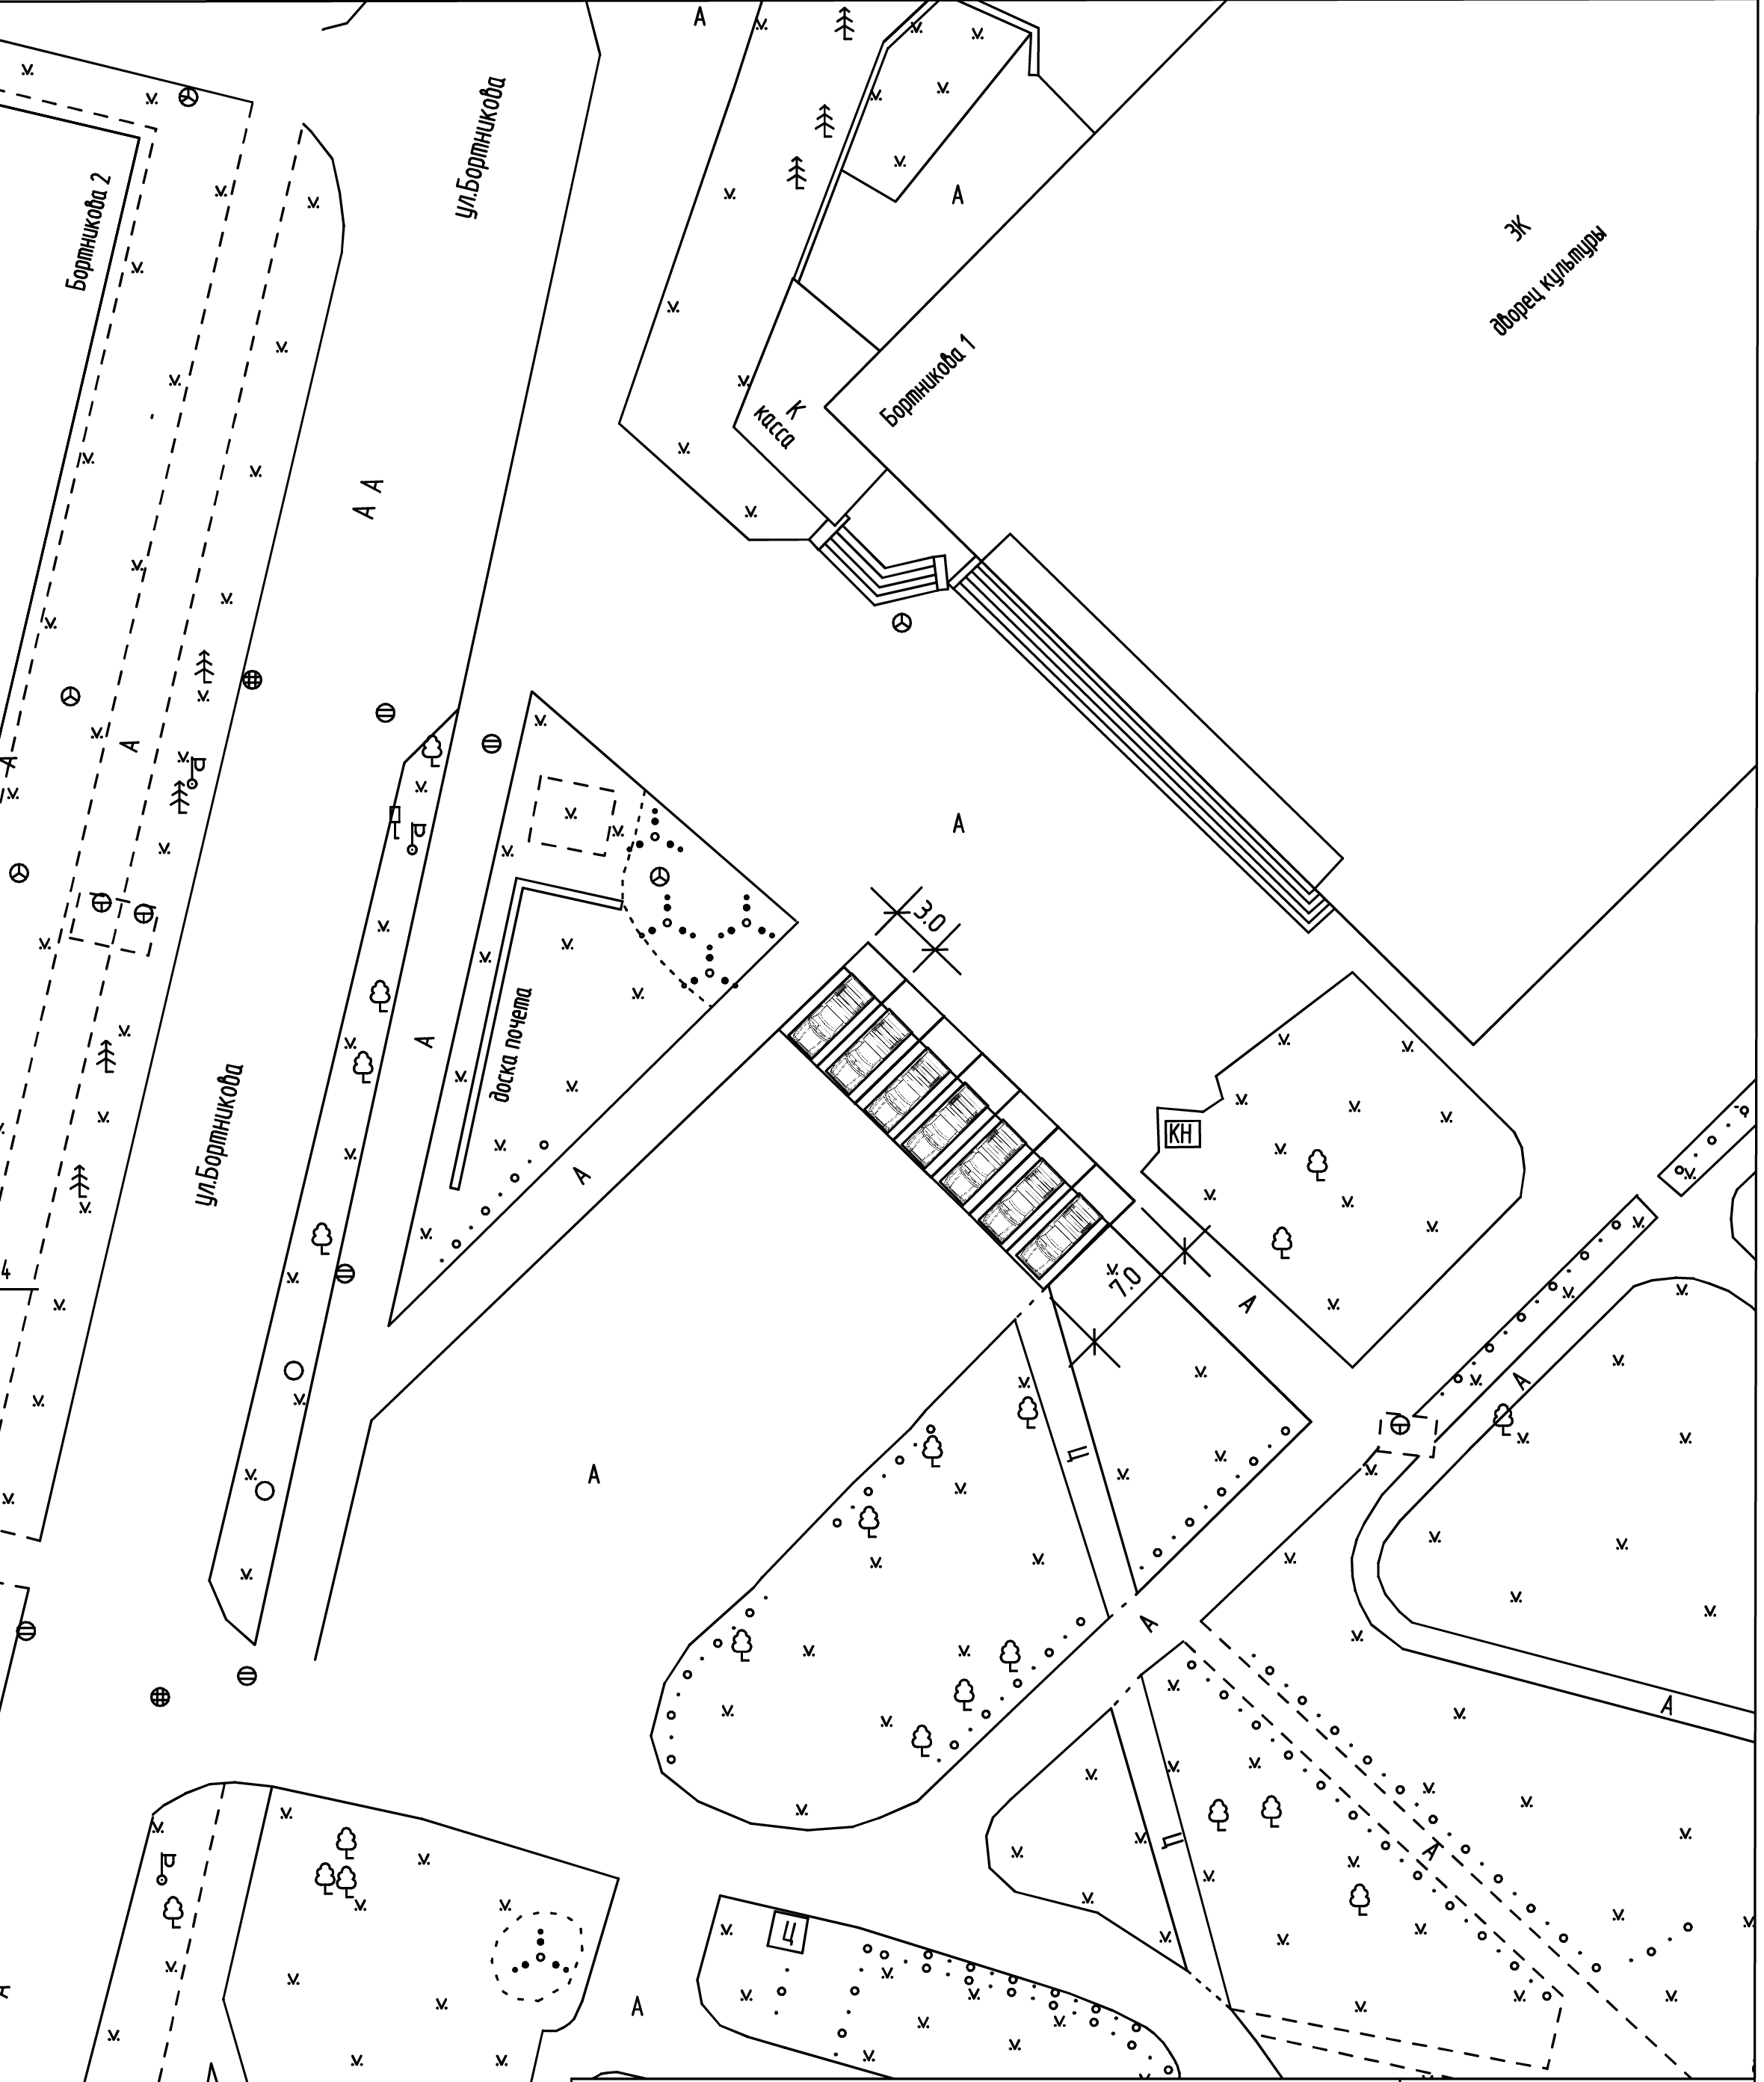 А
ул.Бортникова
Бортникова 2
А
ЗК
дворец культуры
Бортникова 1
К
касса
А
А
А
А
А
3.0
А
доска почета
КН
ул.Бортникова
А
4
7.0
А
А
А
Ц
А
А
А
А
Ц
Ц
А
А